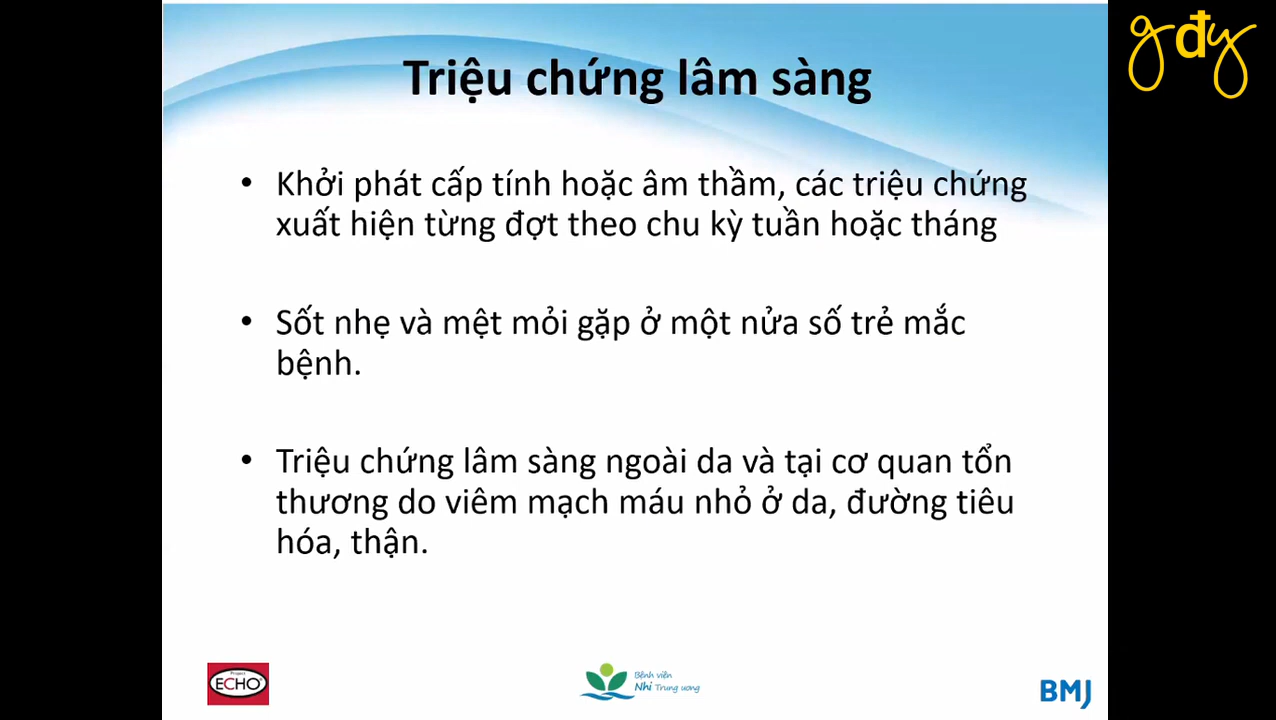 gđy
Triệu chứng lâm sàng
• Khởi phát cấp tính hoặc âm thầm, các triệu chứng
xuất hiện từng đợt theo chu kỳ tuần hoặc tháng
• Sốt nhẹ và mệt mỏi gặp ở một nửa số trẻ mắc
bệnh.
• Triệu chứng lâm sàng ngoài da và tại cơ quan tổn
thương do viêm mạch máu nhỏ ở da, đường tiêu
hóa, thận.
Project
ECHO
Bệnh viện
Nhi Trung ương
BMJ